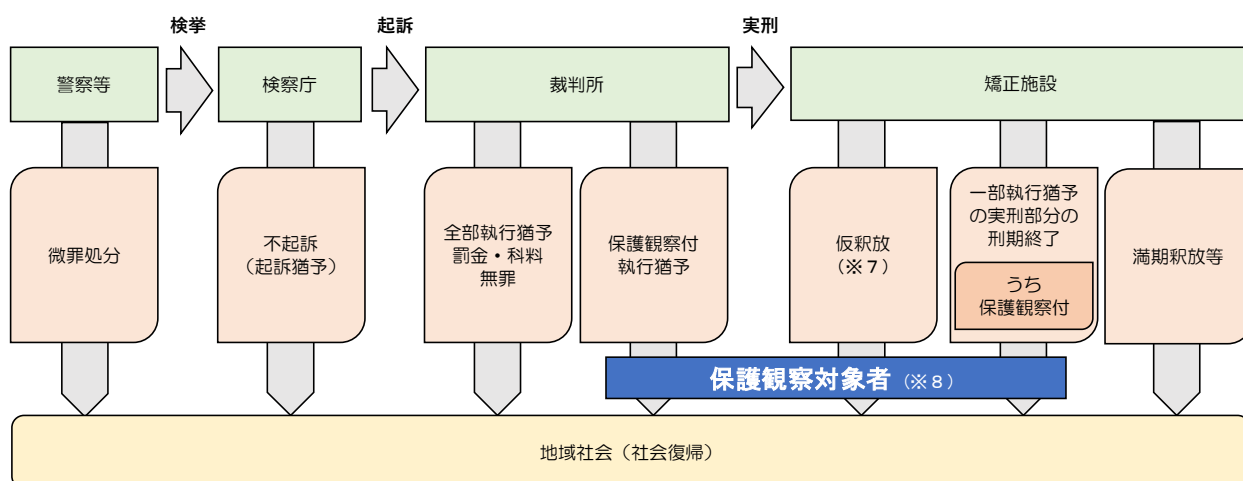 検挙
起訴
実刑
警察等
検察庁
裁判所
矯正施設
微罪処分
不起訴
（起訴猶予）
全部執行猶予
罰金・科料
無罪
保護観察付
執行猶予
仮釈放
（※７）
一部執行猶予
の実刑部分の
刑期終了
うち
保護観察付
満期釈放等
保護観察対象者（※８）
地域社会（社会復帰）